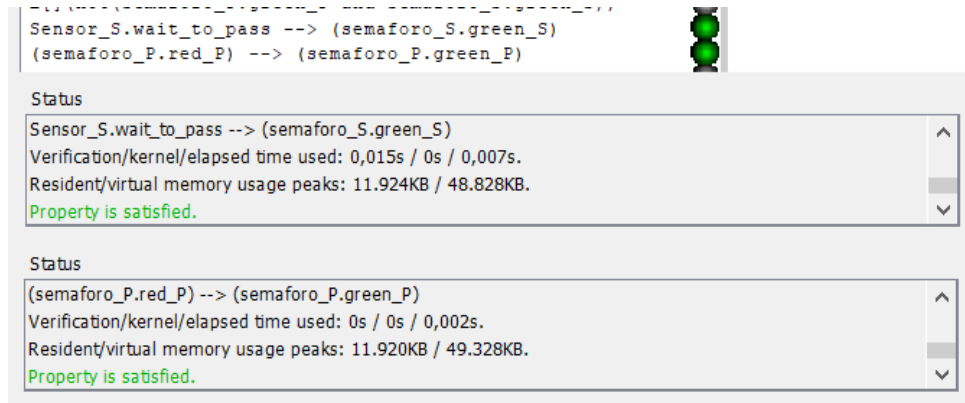 Sensor_S.wait_to_pass --> (semaforo_S.green_S)
(semaforo_P.red_P) --> (semaforo_P.green_P)
Status
Sensor_S.wait_to_pass --> (semaforo_S.green_S)
Verification/kernel/elapsed time used: 0,015s / 0s / 0,007s.
Resident/virtual memory usage peaks: 11.924KB / 48.828KB.
Property is satisfied.
Status
(semaforo_P.red_P) --> (semaforo_P.green_P)
Verification/kernel/elapsed time used: 0s / 0s / 0,002s.
Resident/virtual memory usage peaks: 11.920KB / 49.328KB.
Property is satisfied.